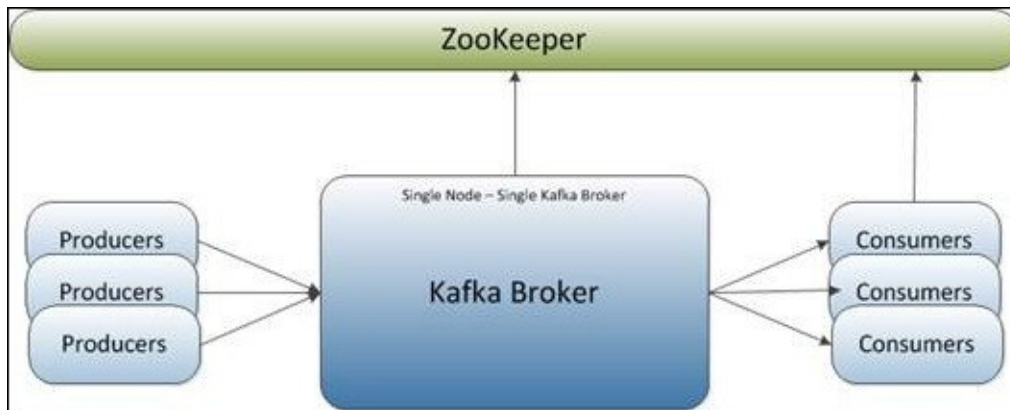 ZooKeeper
Single Node – Single Kafka Broker
Kafka Broker
Producers
Producers
Producers
Consumers
Consumers
Consumers